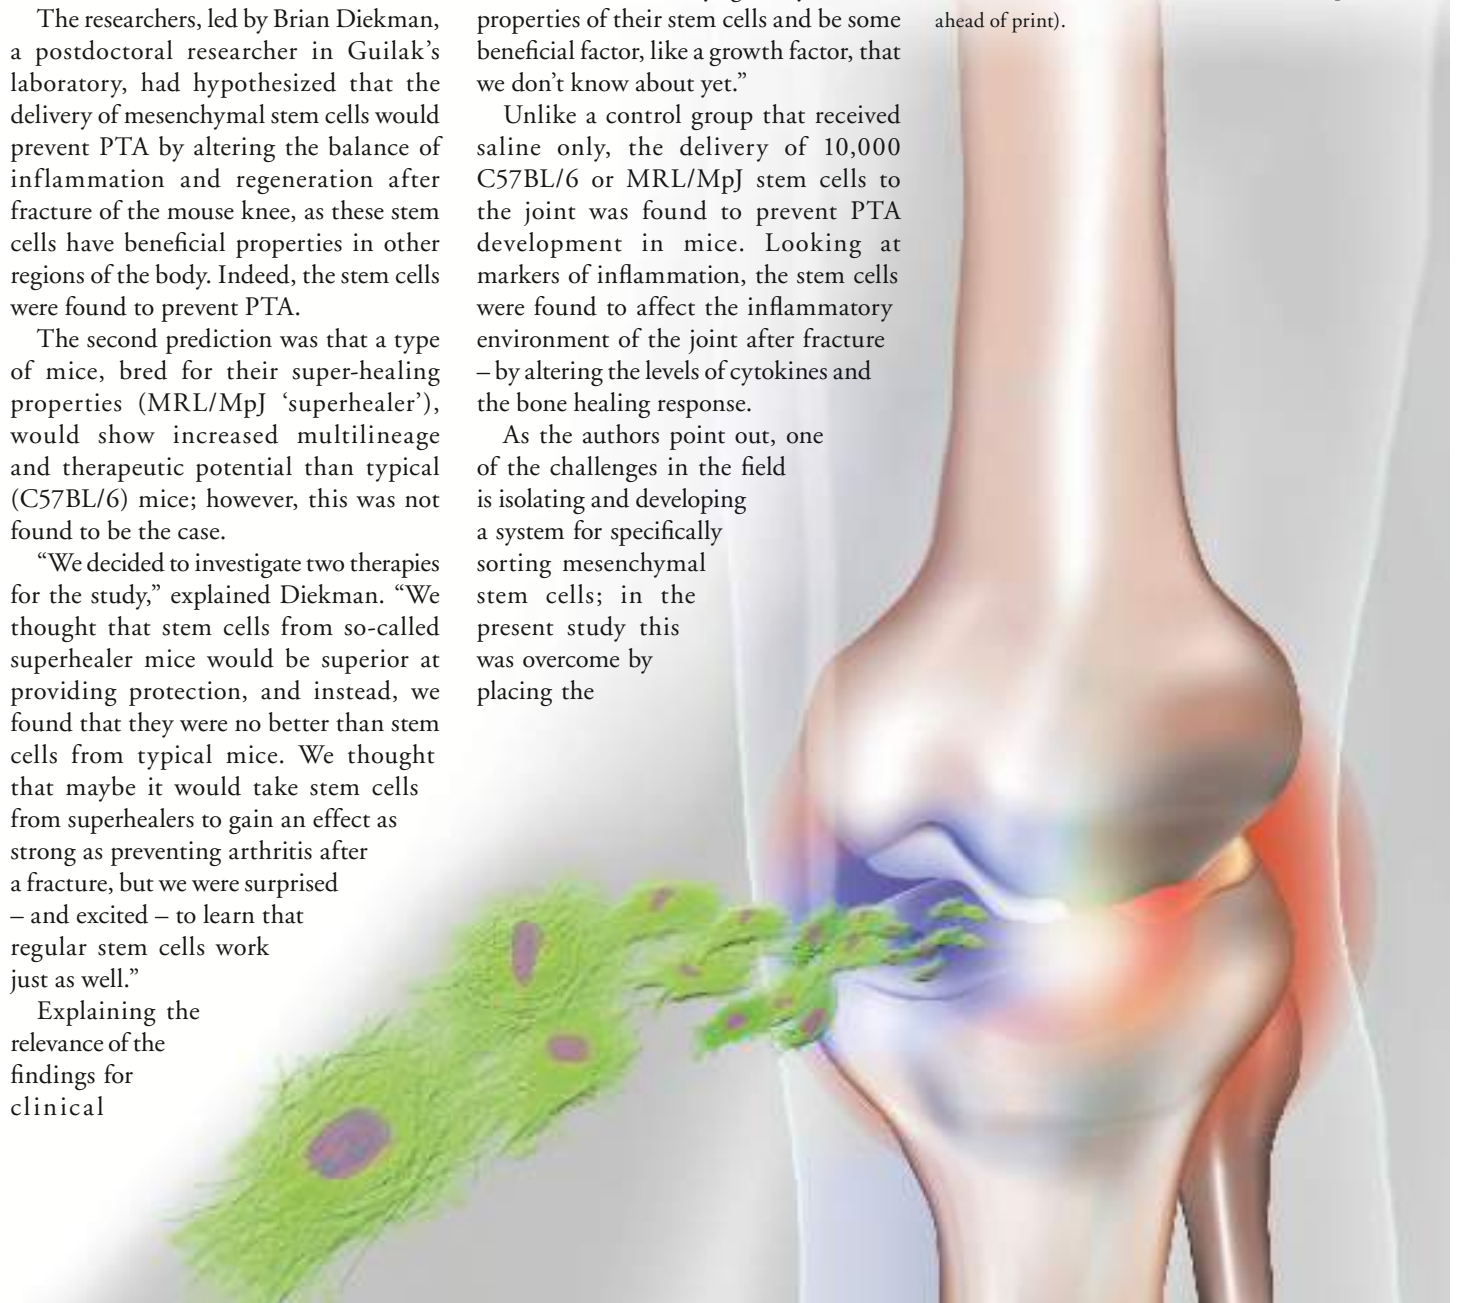 The researchers, led by Brian Diekman,
a postdoctoral researcher in Guilak’s
laboratory, had hypothesized that the
delivery of mesenchymal stem cells would
prevent PTA by altering the balance of
inflammation and regeneration after
fracture of the mouse knee, as these stem
cells have beneficial properties in other
regions of the body. Indeed, the stem cells
were found to prevent PTA.
The second prediction was that a type
of mice, bred for their super-healing
properties (MRL/MpJ ‘superhealer’),
would show increased multilineage
and therapeutic potential than typical
(C57BL/6) mice; however, this was not
found to be the case.
“We decided to investigate two therapies
for the study,” explained Diekman. “We
thought that stem cells from so-called
superhealer mice would be superior at
providing protection, and instead, we
found that they were no better than stem
cells from typical mice. We thought
that maybe it would take stem cells
from superhealers to gain an effect as
strong as preventing arthritis after
a fracture, but we were surprised
– and excited – to learn that
regular stem cells work
just as well.”
Explaining the
relevance of the
findings for
clinical
properties of their stem cells and be some
beneficial factor, like a growth factor, that
we don’t know about yet.”
Unlike a control group that received
saline only, the delivery of 10,000
C57BL/6 or MRL/MpJ stem cells to
the joint was found to prevent PTA
development in mice. Looking at
markers of inflammation, the stem cells
were found to affect the inflammatory
environment of the joint after fracture
– by altering the levels of cytokines and
the bone healing response.
As the authors point out, one
of the challenges in the field
is isolating and developing
a system for specifically
sorting mesenchymal
stem cells; in the
present study this
was overcome by
placing the
ahead of print).